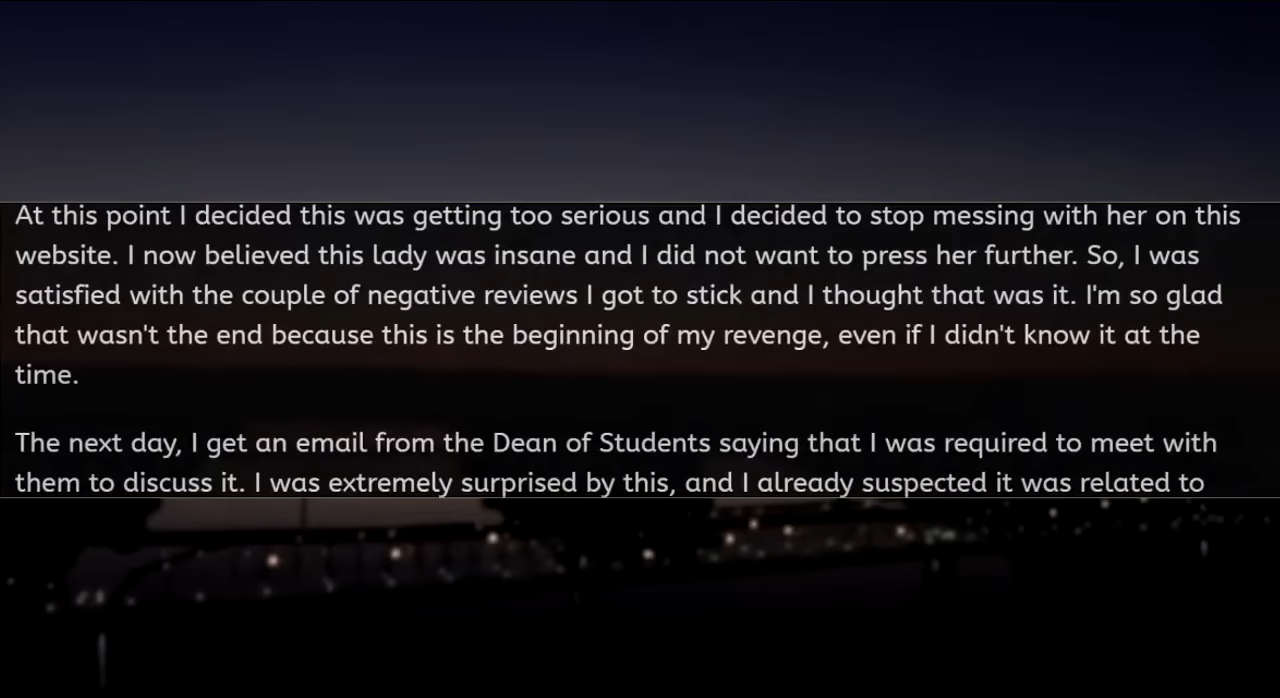 At this point I decided this was getting too serious and I decided to stop messing with her on this
website. I now believed this lady was insane and I did not want to press her further. So, I was
satisfied with the couple of negative reviews I got to stick and I thought that was it. I'm so glad
that wasn't the end because this is the beginning of my revenge, even if I didn't know it at the
time.
The next day, I get an email from the Dean of Students saying that I was required to meet with
them to discuss it. I was extremely surprised by this, and I already suspected it was related to